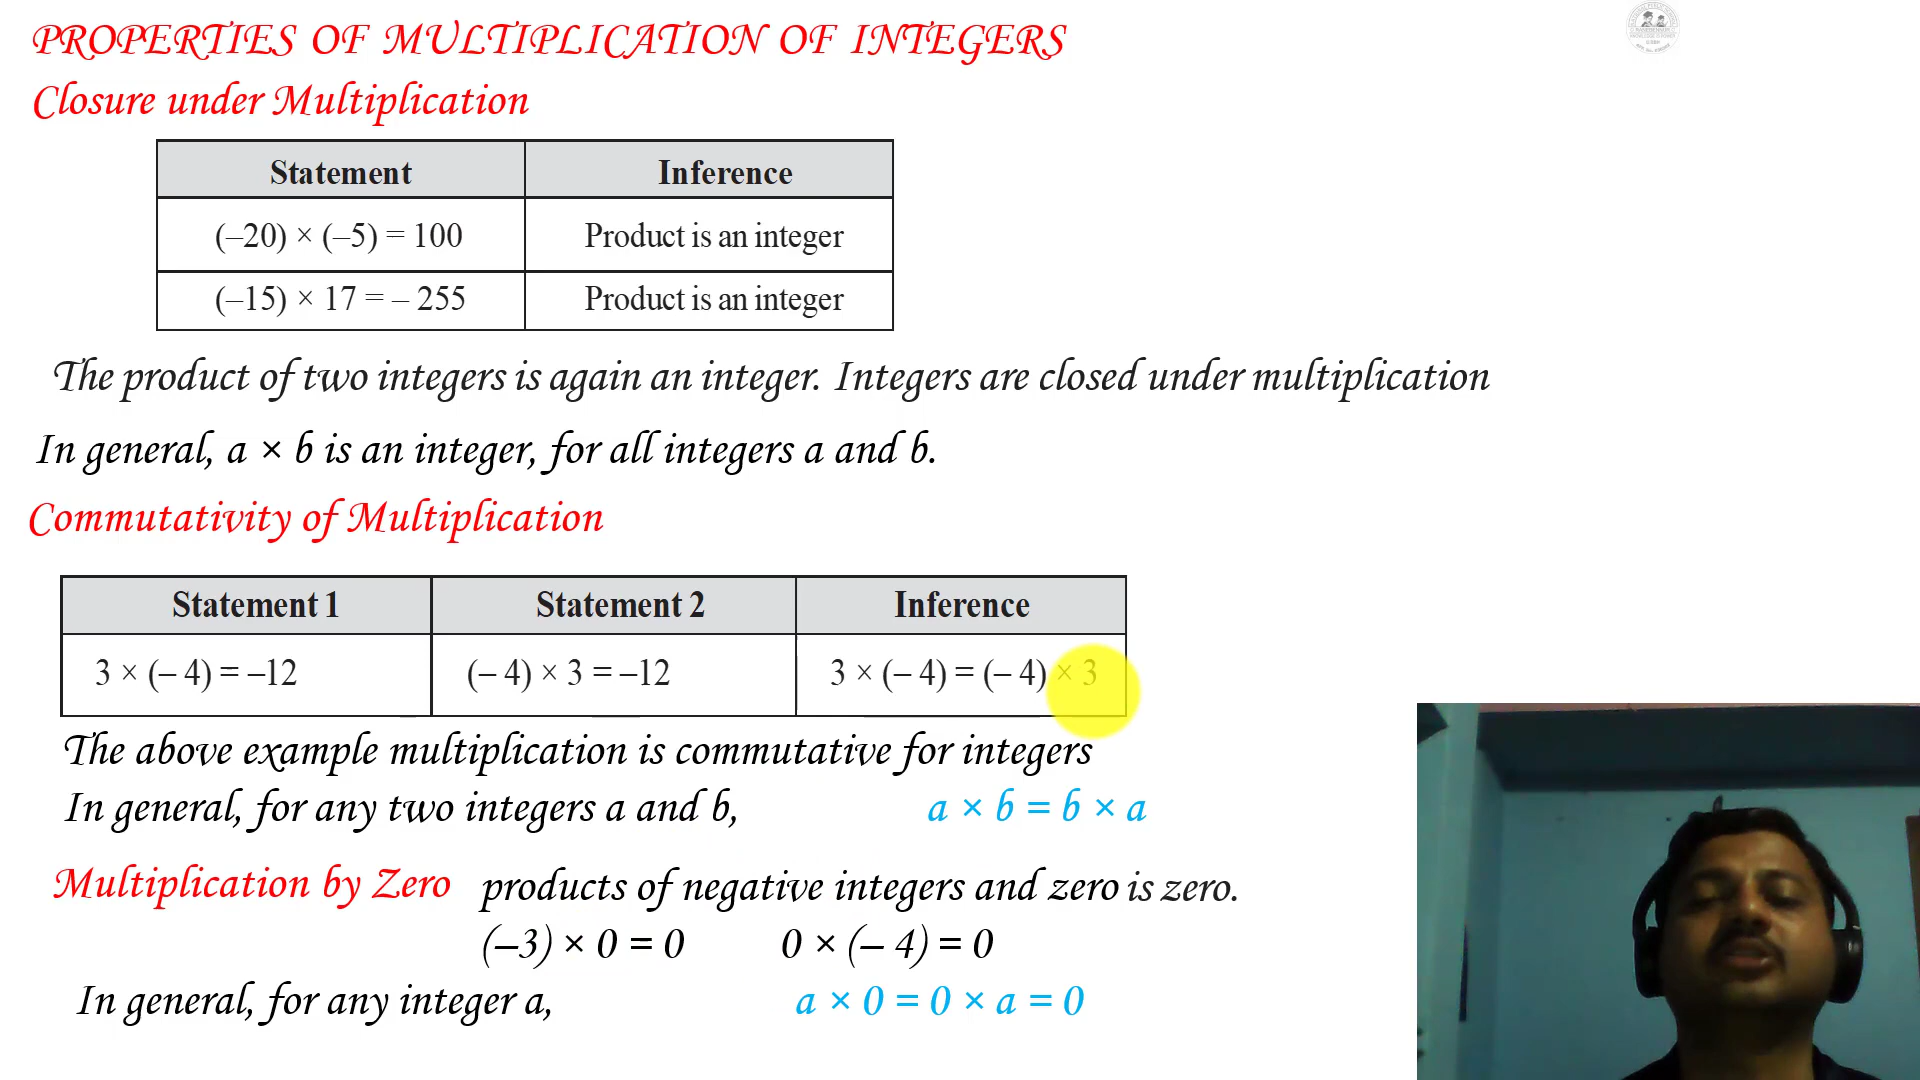 PROPERTIES OF MULTIPLICATION OF INTEGERS
Closure under Multiplication
Statement Inference
(–20) × (–5) = 100 Product is an integer
(–15) × 17 = – 255 Product is an integer
The product of two integers is again an integer. Integers are closed under multiplication
In general, a × b is an integer, for all integers a and b.
Commutativity of Multiplication
Statement 1 Statement 2 Inference
3 × (– 4) = –12 (– 4) × 3 = –12 3 × (– 4) = (– 4) × 3
The above example multiplication is commutative for integers
In general, for any two integers a and b, a × b = b × a
Multiplication by Zero products of negative integers and zero is zero.
(–3) × 0 = 0 0 × (– 4) = 0
In general, for any integer a, a × 0 = 0 × a = 0